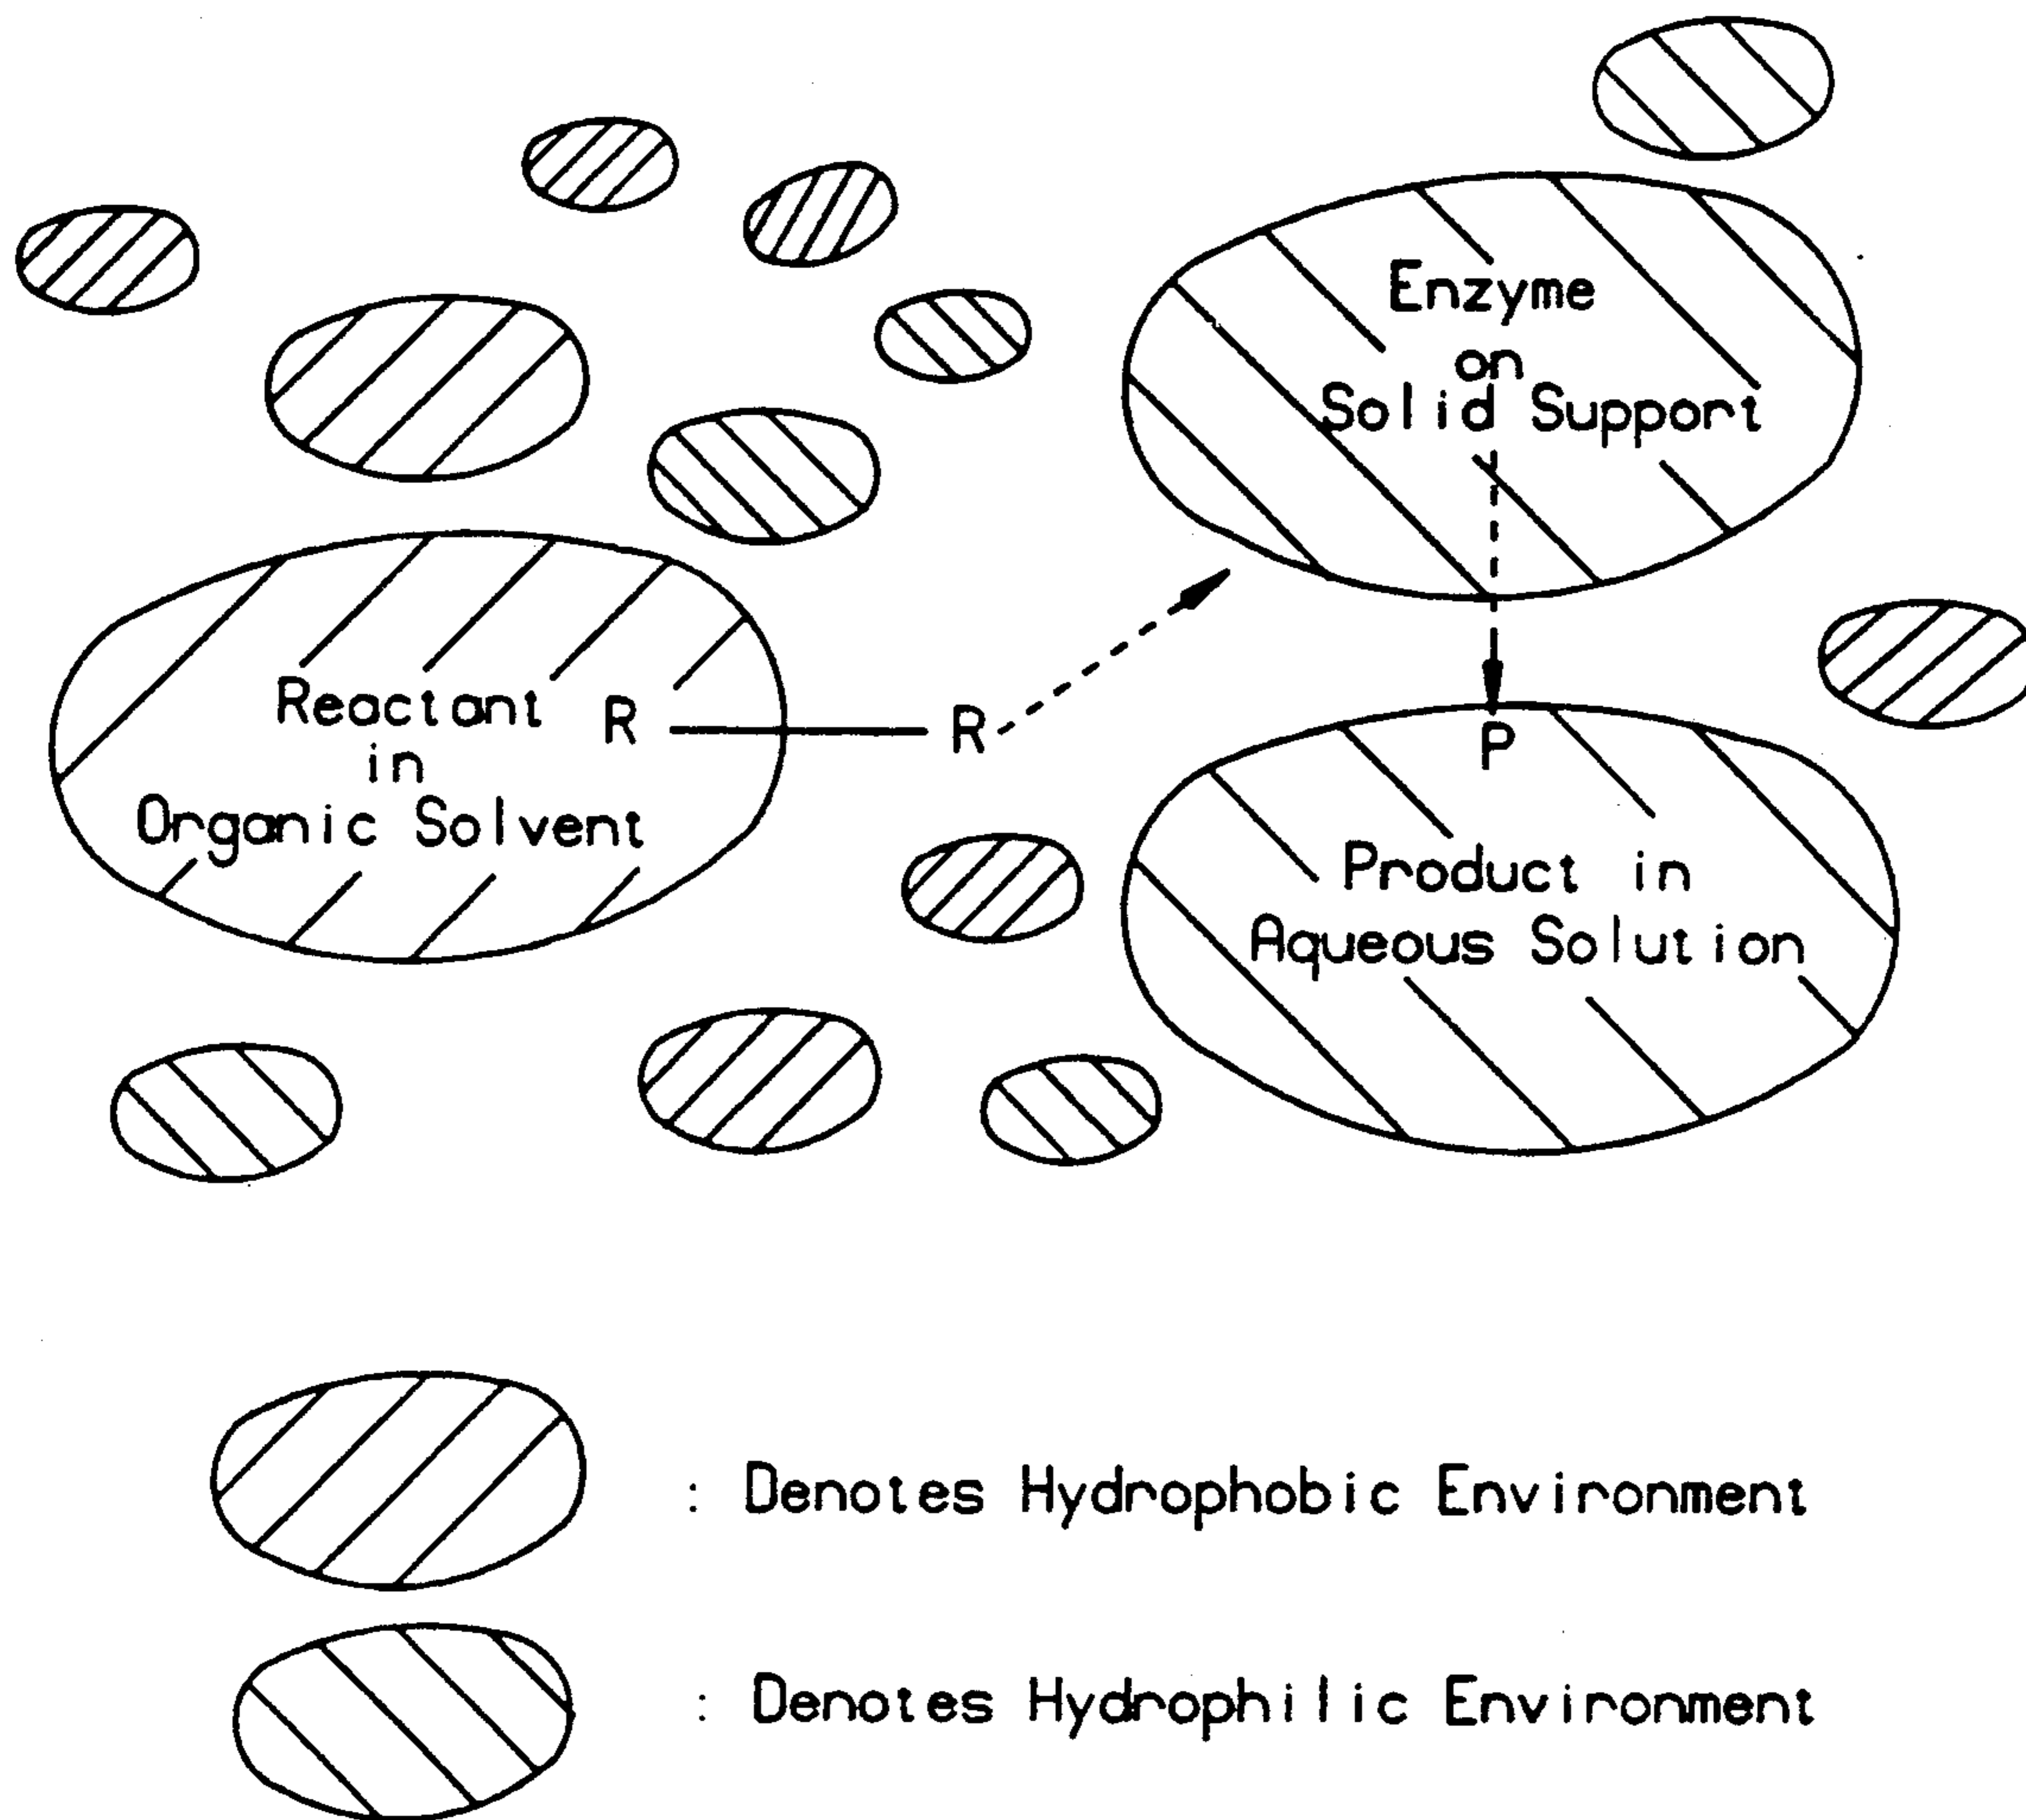 Enzyme
on
Solid Support
Reactant R
in
Organic Solvent
R
P
Product in
Aqueous Solution
: Denotes Hydrophobic Environment
: Denotes Hydrophilic Environment